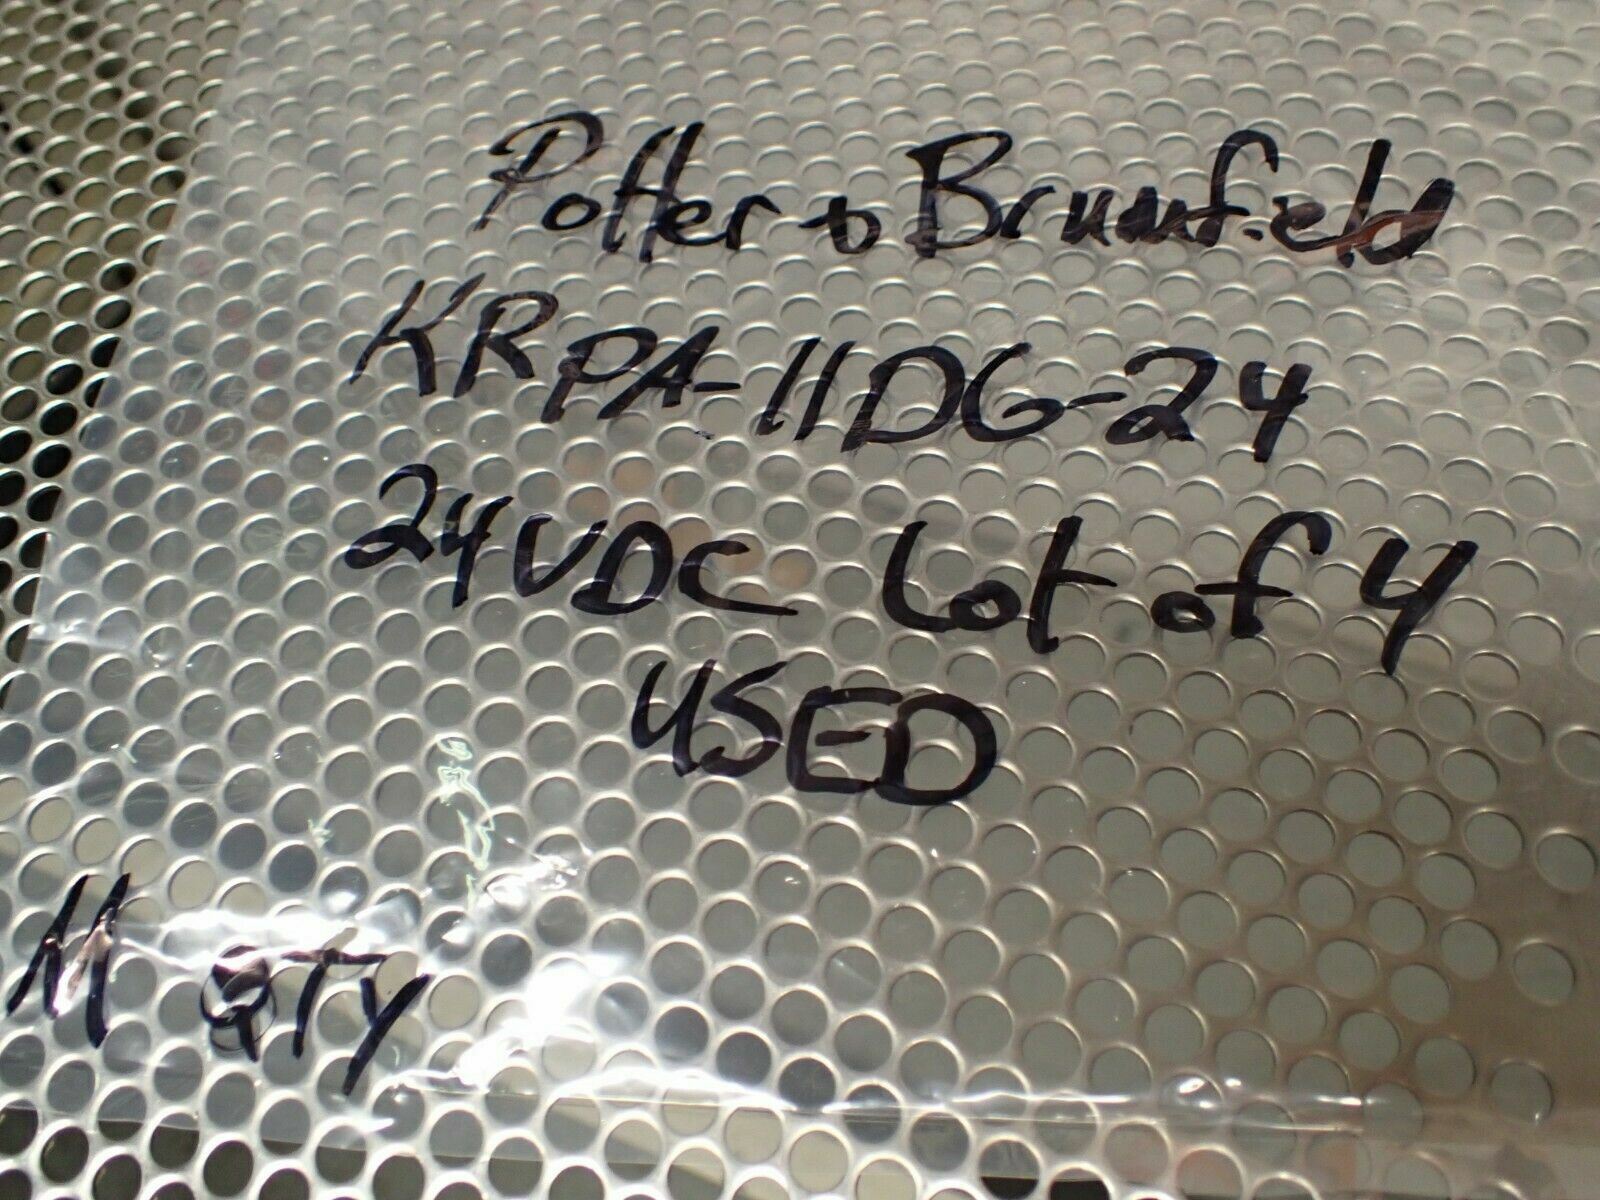 Potter & Brumfield
KRPA-11DG-24
24VDC Lot of 4
USED
M QTY